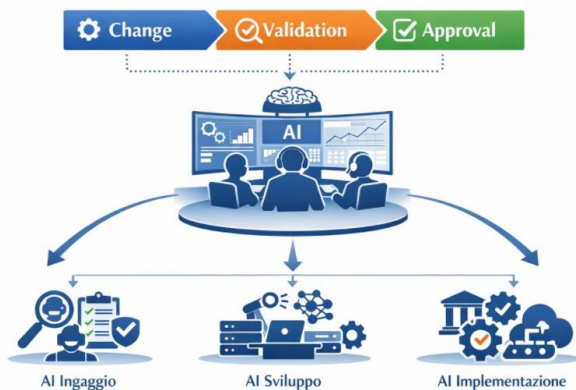 Change
Validation
Approval
AI
AI Ingaggio
AI Sviluppo
AI Implementazione